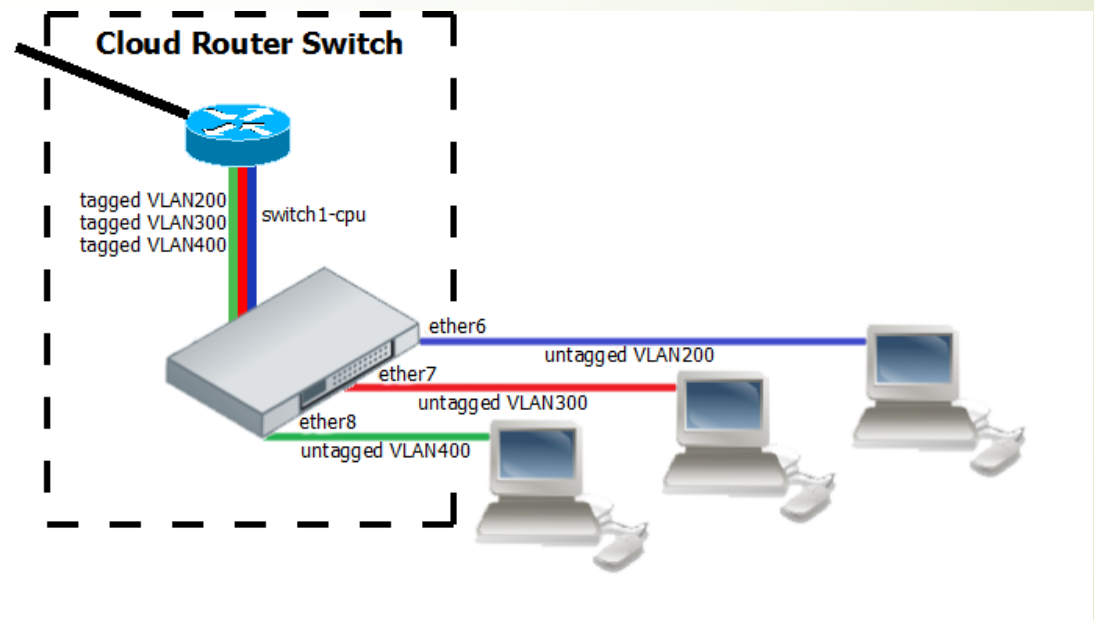 Cloud Router Switch
tagged VLAN200
tagged VLAN300
tagged VLAN400
switch1-cpu
ether6
untagged VLAN200
ether7
untagged VLAN300
ether8
untagged VLAN400